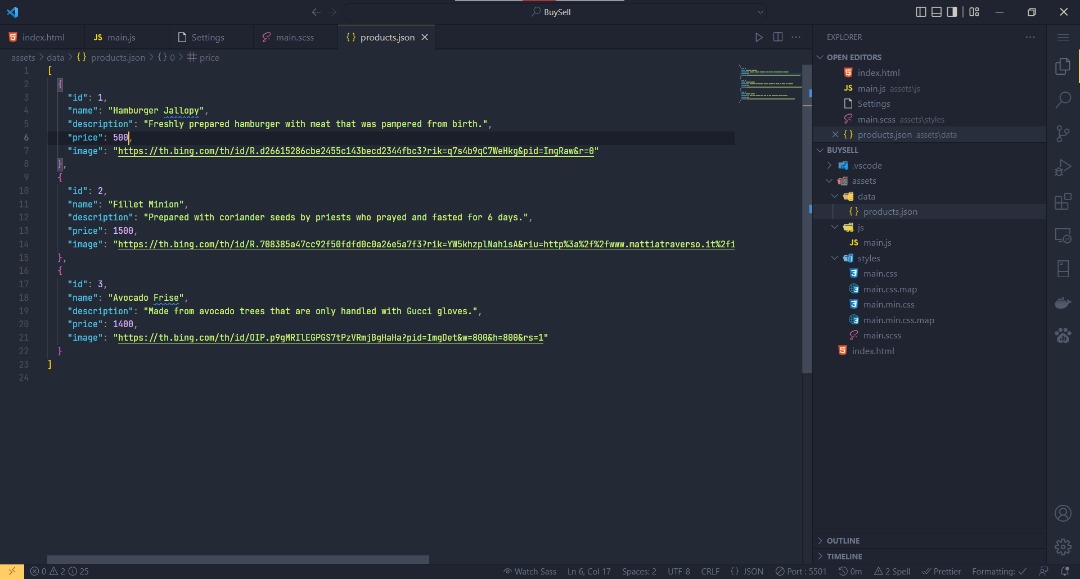 BuySell
index.html
JS main.js
Settings
main.scss
{ } products.json
EXPLORER
assets > data > { } products.json > { } 0 > # price
1 [
2 {
3 "id": 1,
4 "name": "Hamburger Jallopy",
5 "description": "Freshly prepared hamburger with meat that was pampered from birth.",
6 "price": 500,
7 "image": "https://th.bing.com/th/id/R.d26615286cbe2455c143becd2344fbc3?rik=q7s4b9qC7WeHkg&pid=ImgRaw&r=0"
8 },
9 {
10 "id": 2,
11 "name": "Fillet Minion",
12 "description": "Prepared with coriander seeds by priests who prayed and fasted for 6 days.",
13 "price": 1500,
14 "image": "https://th.bing.com/th/id/R.708385a47cc92f50fdfd0c0a26e5a7f3?rik=YW5khzplNah1sA&riu=http%3a%2f%2fwww.mattiatraverso.it%2f1
15 },
16 {
17 "id": 3,
18 "name": "Avocado Frise",
19 "description": "Made from avocado trees that are only handled with Gucci gloves.",
20 "price": 1400,
21 "image": "https://th.bing.com/th/id/OIP.p9gMRIlEGPGS7tPzVRmjBgHaHa?pid=ImgDet&w=800&h=800&rs=1"
22 }
23 ]
24
OPEN EDITORS
index.html
JS main.js assets\js
Settings
main.scss assets\styles
{ } products.json assets\data
BUYSELL
.vscode
assets
data
{ } products.json
js
JS main.js
styles
main.css
main.css.map
main.min.css
main.min.css.map
main.scss
index.html
OUTLINE
TIMELINE
0 2 25
Watch Sass
Ln 6, Col 17
Spaces: 2
UTF-8
CRLF
{ } JSON
Port : 5501
0m
2 Spell
Prettier
Formatting: ✓